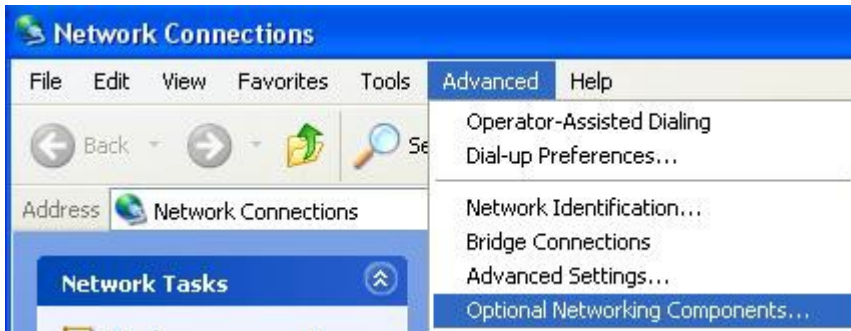 Network Connections
File Edit View Favorites Tools Advanced Help
Back
Operator-Assisted Dialing
Dial-up Preferences...
Address Network Connections
Network Identification...
Bridge Connections
Network Tasks
Advanced Settings...
Optional Networking Components...